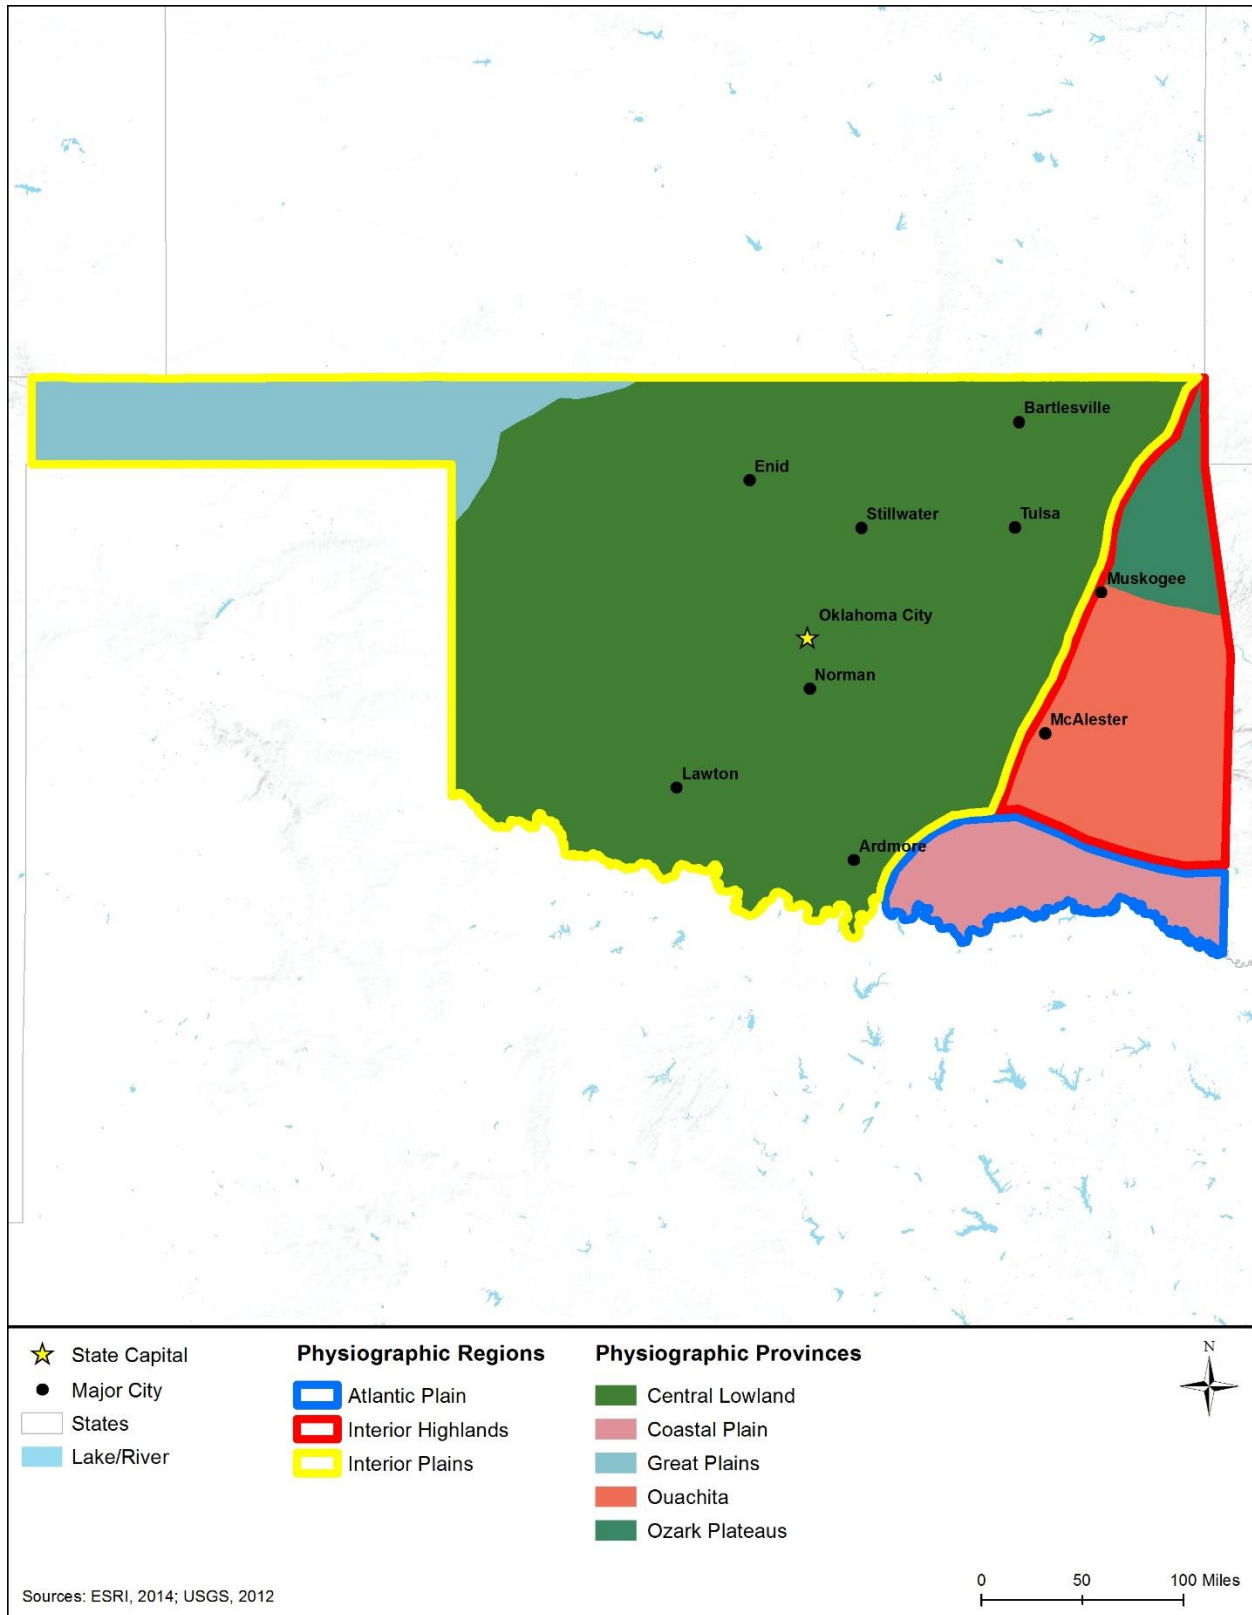 Bartlesville
Enid
Stillwater
Tulsa
Muskogee
Oklahoma City
Norman
McAlester
Lawton
Ardmore
State Capital
Major City
States
Lake/River
Physiographic Regions
Atlantic Plain
Interior Highlands
Interior Plains
Physiographic Provinces
Central Lowland
Coastal Plain
Great Plains
Ouachita
Ozark Plateaus
N
Sources: ESRI, 2014; USGS, 2012
0 50 100 Miles